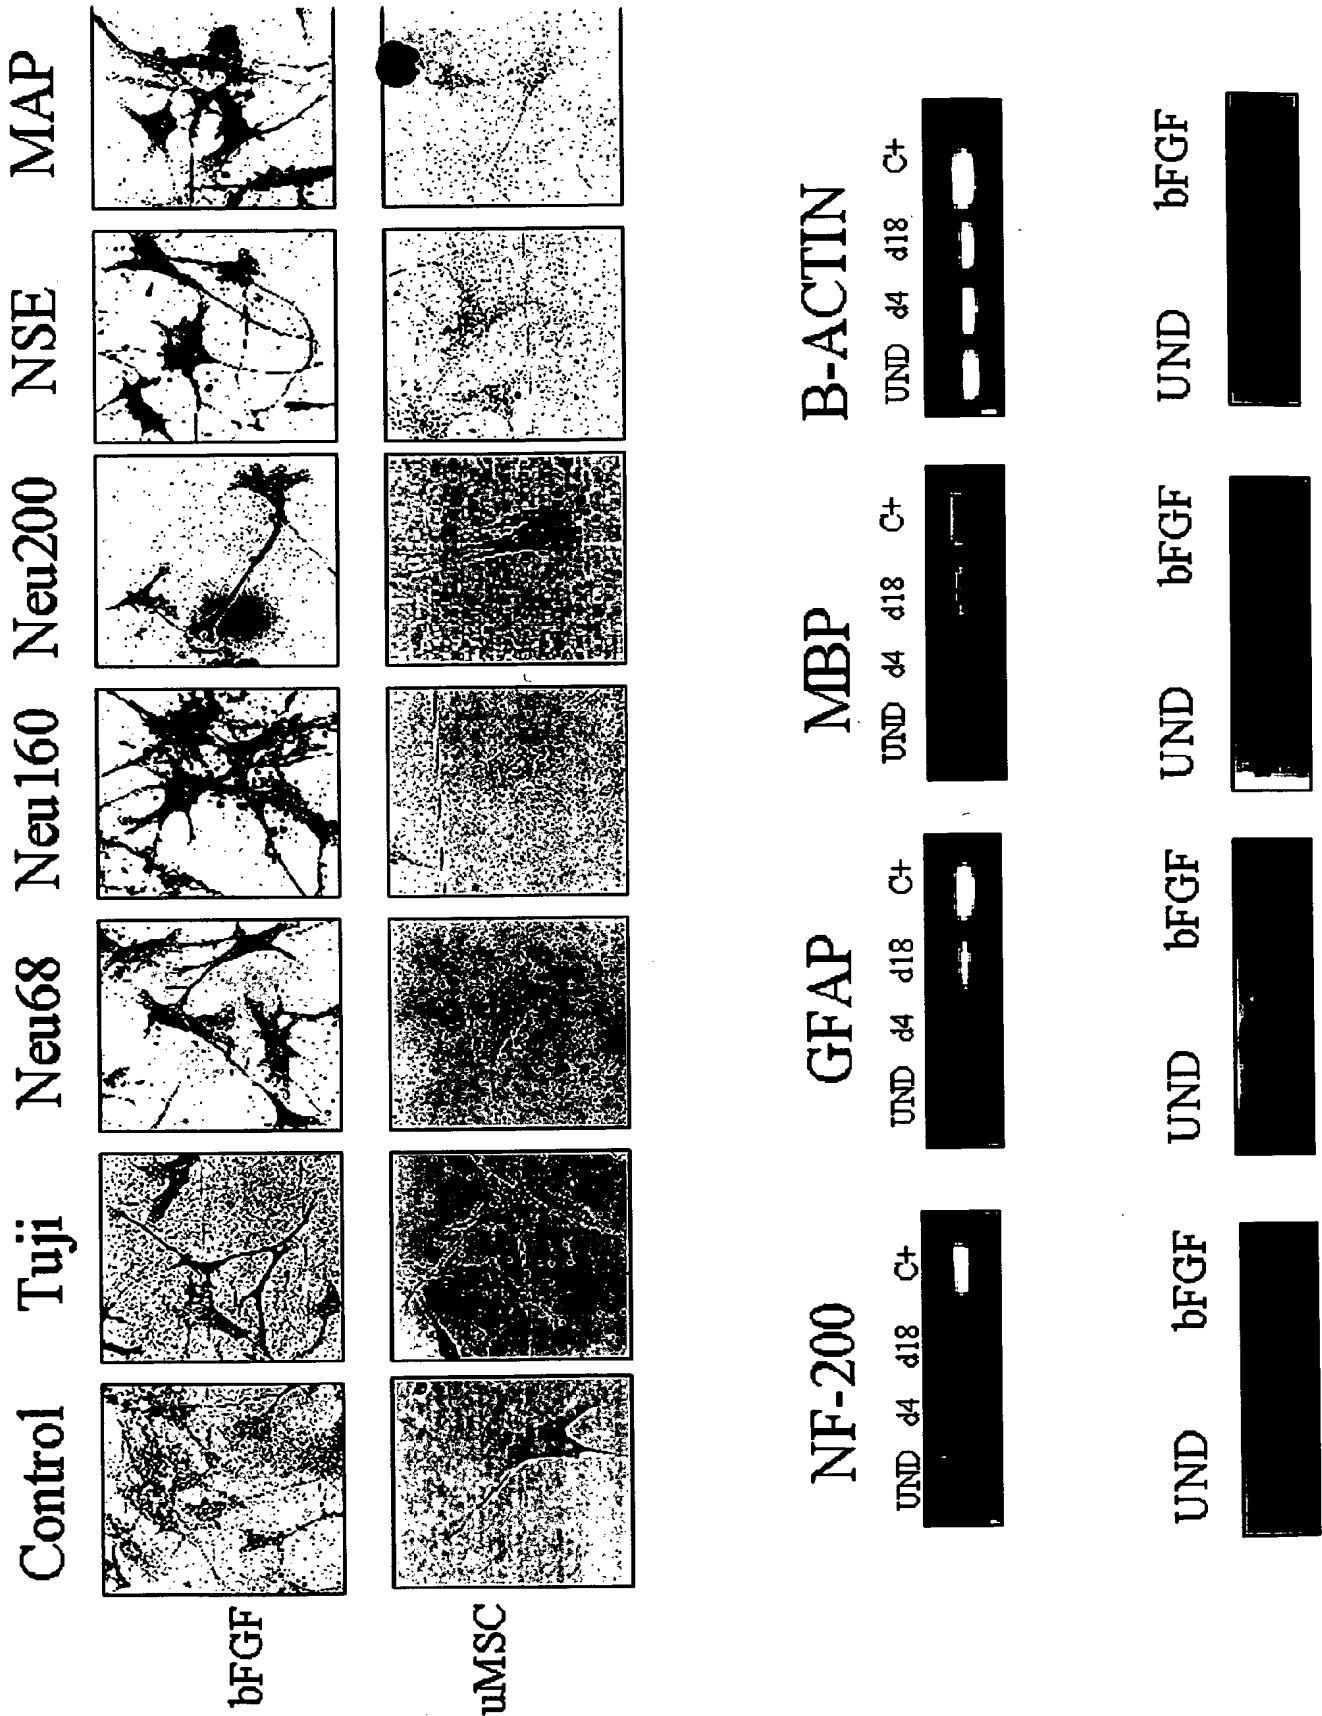 Control Tuji Neu68 Neu160 Neu200 NSE MAP
bFGF
uMSC
NF-200 GFAP MBP B-ACTIN
UND d4 d18 C+ UND d4 d18 C+ UND d4 d18 C+ UND d4 d18 C+
UND bFGF UND bFGF UND bFGF UND bFGF